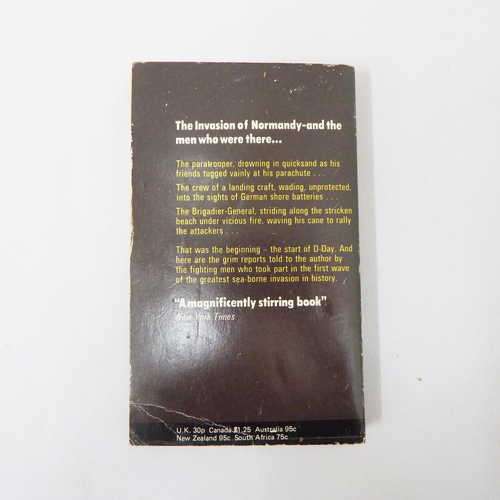 The Invasion of Normandy-and the
men who were there...
The paratrooper, drowning in quicksand as his
friends tugged vainly at his parachute . . .
The crew of a landing craft, wading, unprotected,
into the sights of German shore batteries . . .
The Brigadier-General, striding along the stricken
beach under vicious fire, waving his cane to rally
the attackers . . .
That was the beginning – the start of D-Day. And
here are the grim reports told to the author by
the fighting men who took part in the first wave
of the greatest sea-borne invasion in history.
"A magnificently stirring book"
New York Times
U.K. 30p Canada $1.25 Australia 95c
New Zealand 95c South Africa 75c